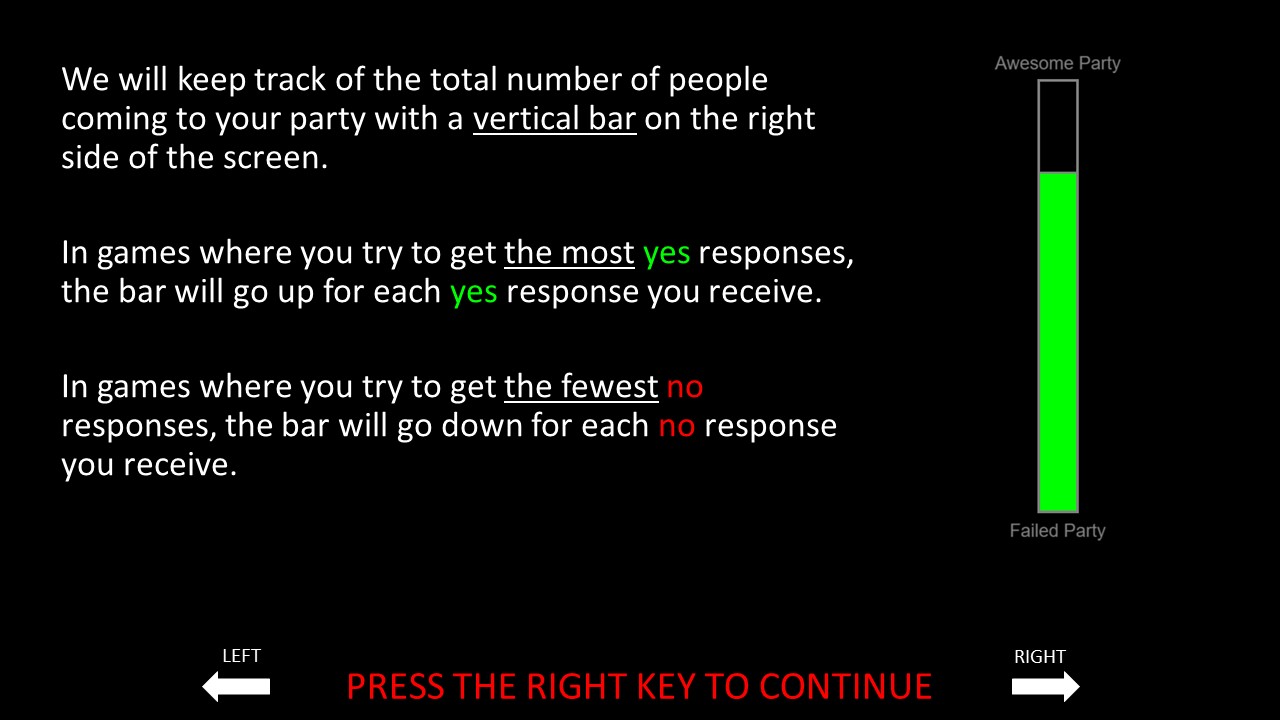 We will keep track of the total number of people
coming to your party with a vertical bar on the right
side of the screen.
In games where you try to get the most yes responses,
the bar will go up for each yes response you receive.
In games where you try to get the fewest no
responses, the bar will go down for each no response
you receive.
Awesome Party
Failed Party
LEFT
PRESS THE RIGHT KEY TO CONTINUE
RIGHT